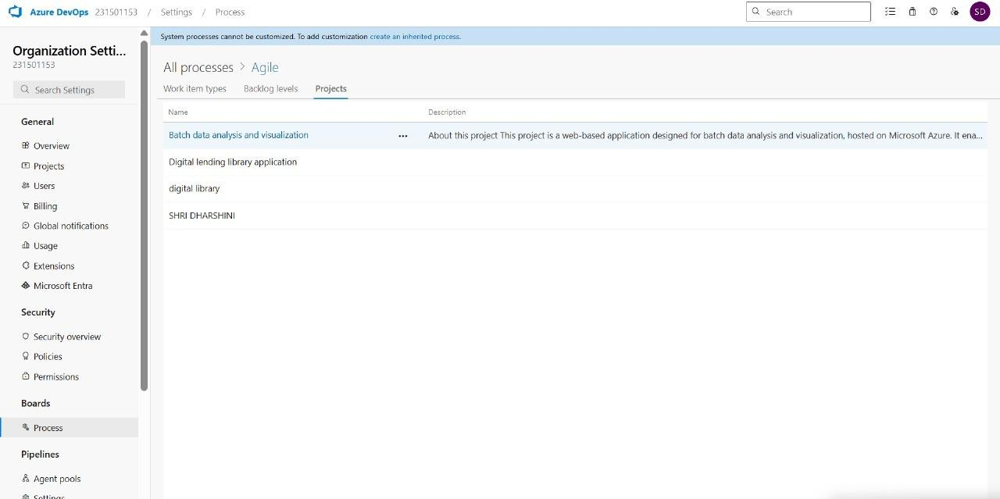 Azure DevOps 231501153 / Settings / Process
Search
SD
System processes cannot be customized. To add customization create an inherited process.
Organization Setti...
231501153
Search Settings
General
Overview
Projects
Users
Billing
Global notifications
Usage
Extensions
Microsoft Entra
Security
Security overview
Policies
Permissions
Boards
Process
Pipelines
Agent pools
Settings
All processes > Agile
Work item types Backlog levels Projects
Name Description
Batch data analysis and visualization ... About this project This project is a web-based application designed for batch data analysis and visualization, hosted on Microsoft Azure. It ena...
Digital lending library application
digital library
SHRI DHARSHINI